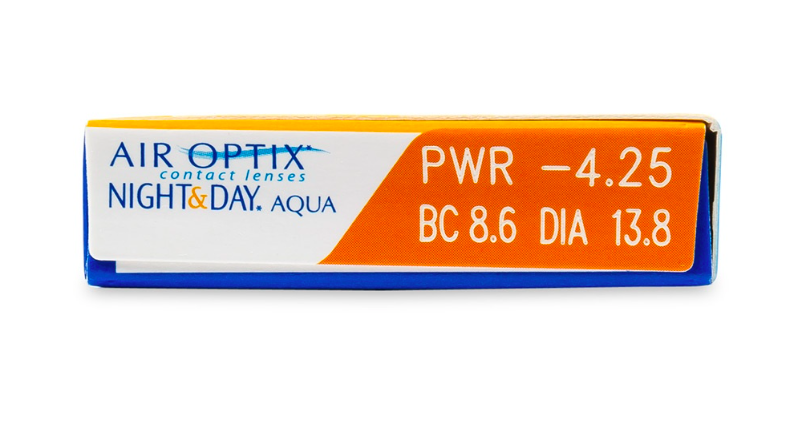 AIR OPTIX®
contact lenses
NIGHT&DAY® AQUA
PWR -4.25
BC 8.6 DIA 13.8